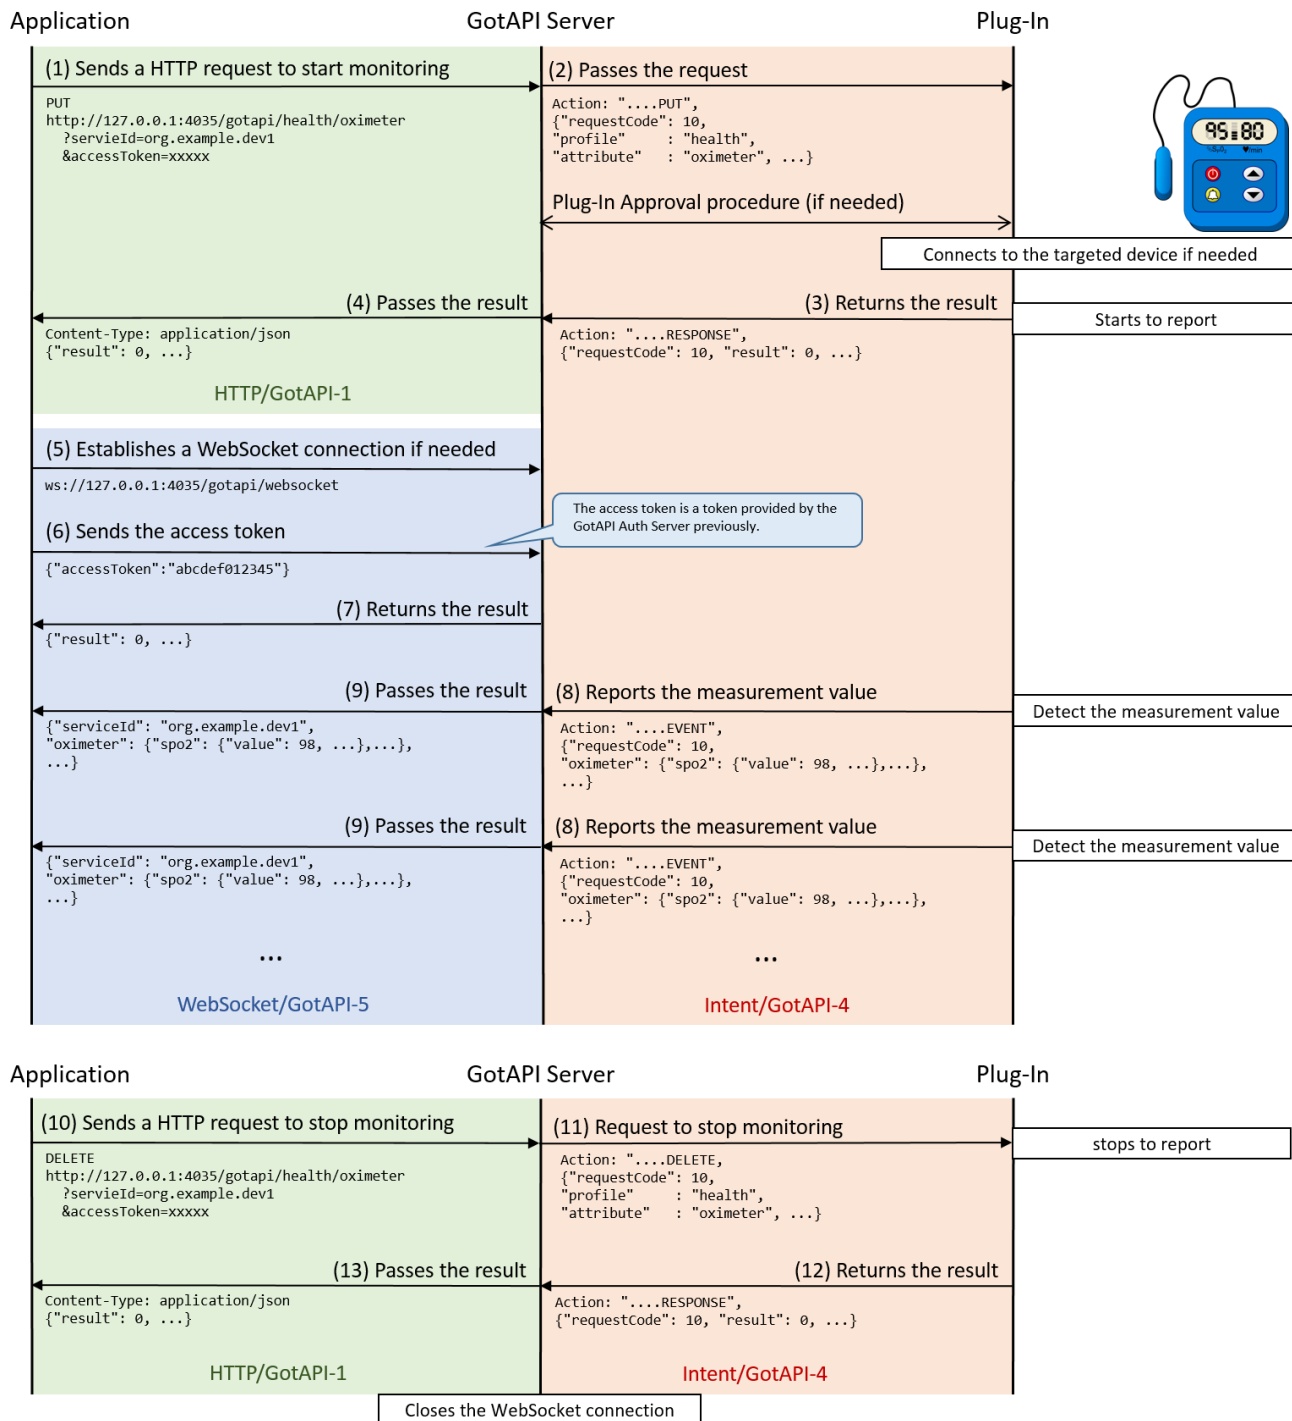 Application
GotAPI Server
Plug-In
(1) Sends a HTTP request to start monitoring
PUT
http://127.0.0.1:4035/gotapi/health/oximeter
?servieId=org.example.dev1
&accessToken=xxxxx
(2) Passes the request
Action: "....PUT",
{"requestCode": 10,
"profile"    : "health",
"attribute"   : "oximeter", ...}
95 80
%SpO₂ ♥/min
Plug-In Approval procedure (if needed)
Connects to the targeted device if needed
(4) Passes the result
Content-Type: application/json
{"result": 0, ...}
(3) Returns the result
Action: "....RESPONSE",
{"requestCode": 10, "result": 0, ...}
Starts to report
HTTP/GotAPI-1
(5) Establishes a WebSocket connection if needed
ws://127.0.0.1:4035/gotapi/websocket
The access token is a token provided by the
GotAPI Auth Server previously.
(6) Sends the access token
{"accessToken":"abcdef012345"}
(7) Returns the result
{"result": 0, ...}
(9) Passes the result
{"serviceId": "org.example.dev1",
"oximeter": {"spo2": {"value": 98, ...},...},
...}
(8) Reports the measurement value
Action: "....EVENT",
{"requestCode": 10,
"oximeter": {"spo2": {"value": 98, ...},...},
...}
Detect the measurement value
(9) Passes the result
{"serviceId": "org.example.dev1",
"oximeter": {"spo2": {"value": 98, ...},...},
...}
(8) Reports the measurement value
Action: "....EVENT",
{"requestCode": 10,
"oximeter": {"spo2": {"value": 98, ...},...},
...}
Detect the measurement value
...
...
WebSocket/GotAPI-5
Intent/GotAPI-4
Application
GotAPI Server
Plug-In
(10) Sends a HTTP request to stop monitoring
DELETE
http://127.0.0.1:4035/gotapi/health/oximeter
?servieId=org.example.dev1
&accessToken=xxxxx
(11) Request to stop monitoring
Action: "....DELETE,
{"requestCode": 10,
"profile"     : "health",
"attribute"   : "oximeter", ...}
stops to report
(13) Passes the result
Content-Type: application/json
{"result": 0, ...}
(12) Returns the result
Action: "....RESPONSE",
{"requestCode": 10, "result": 0, ...}
HTTP/GotAPI-1
Intent/GotAPI-4
Closes the WebSocket connection